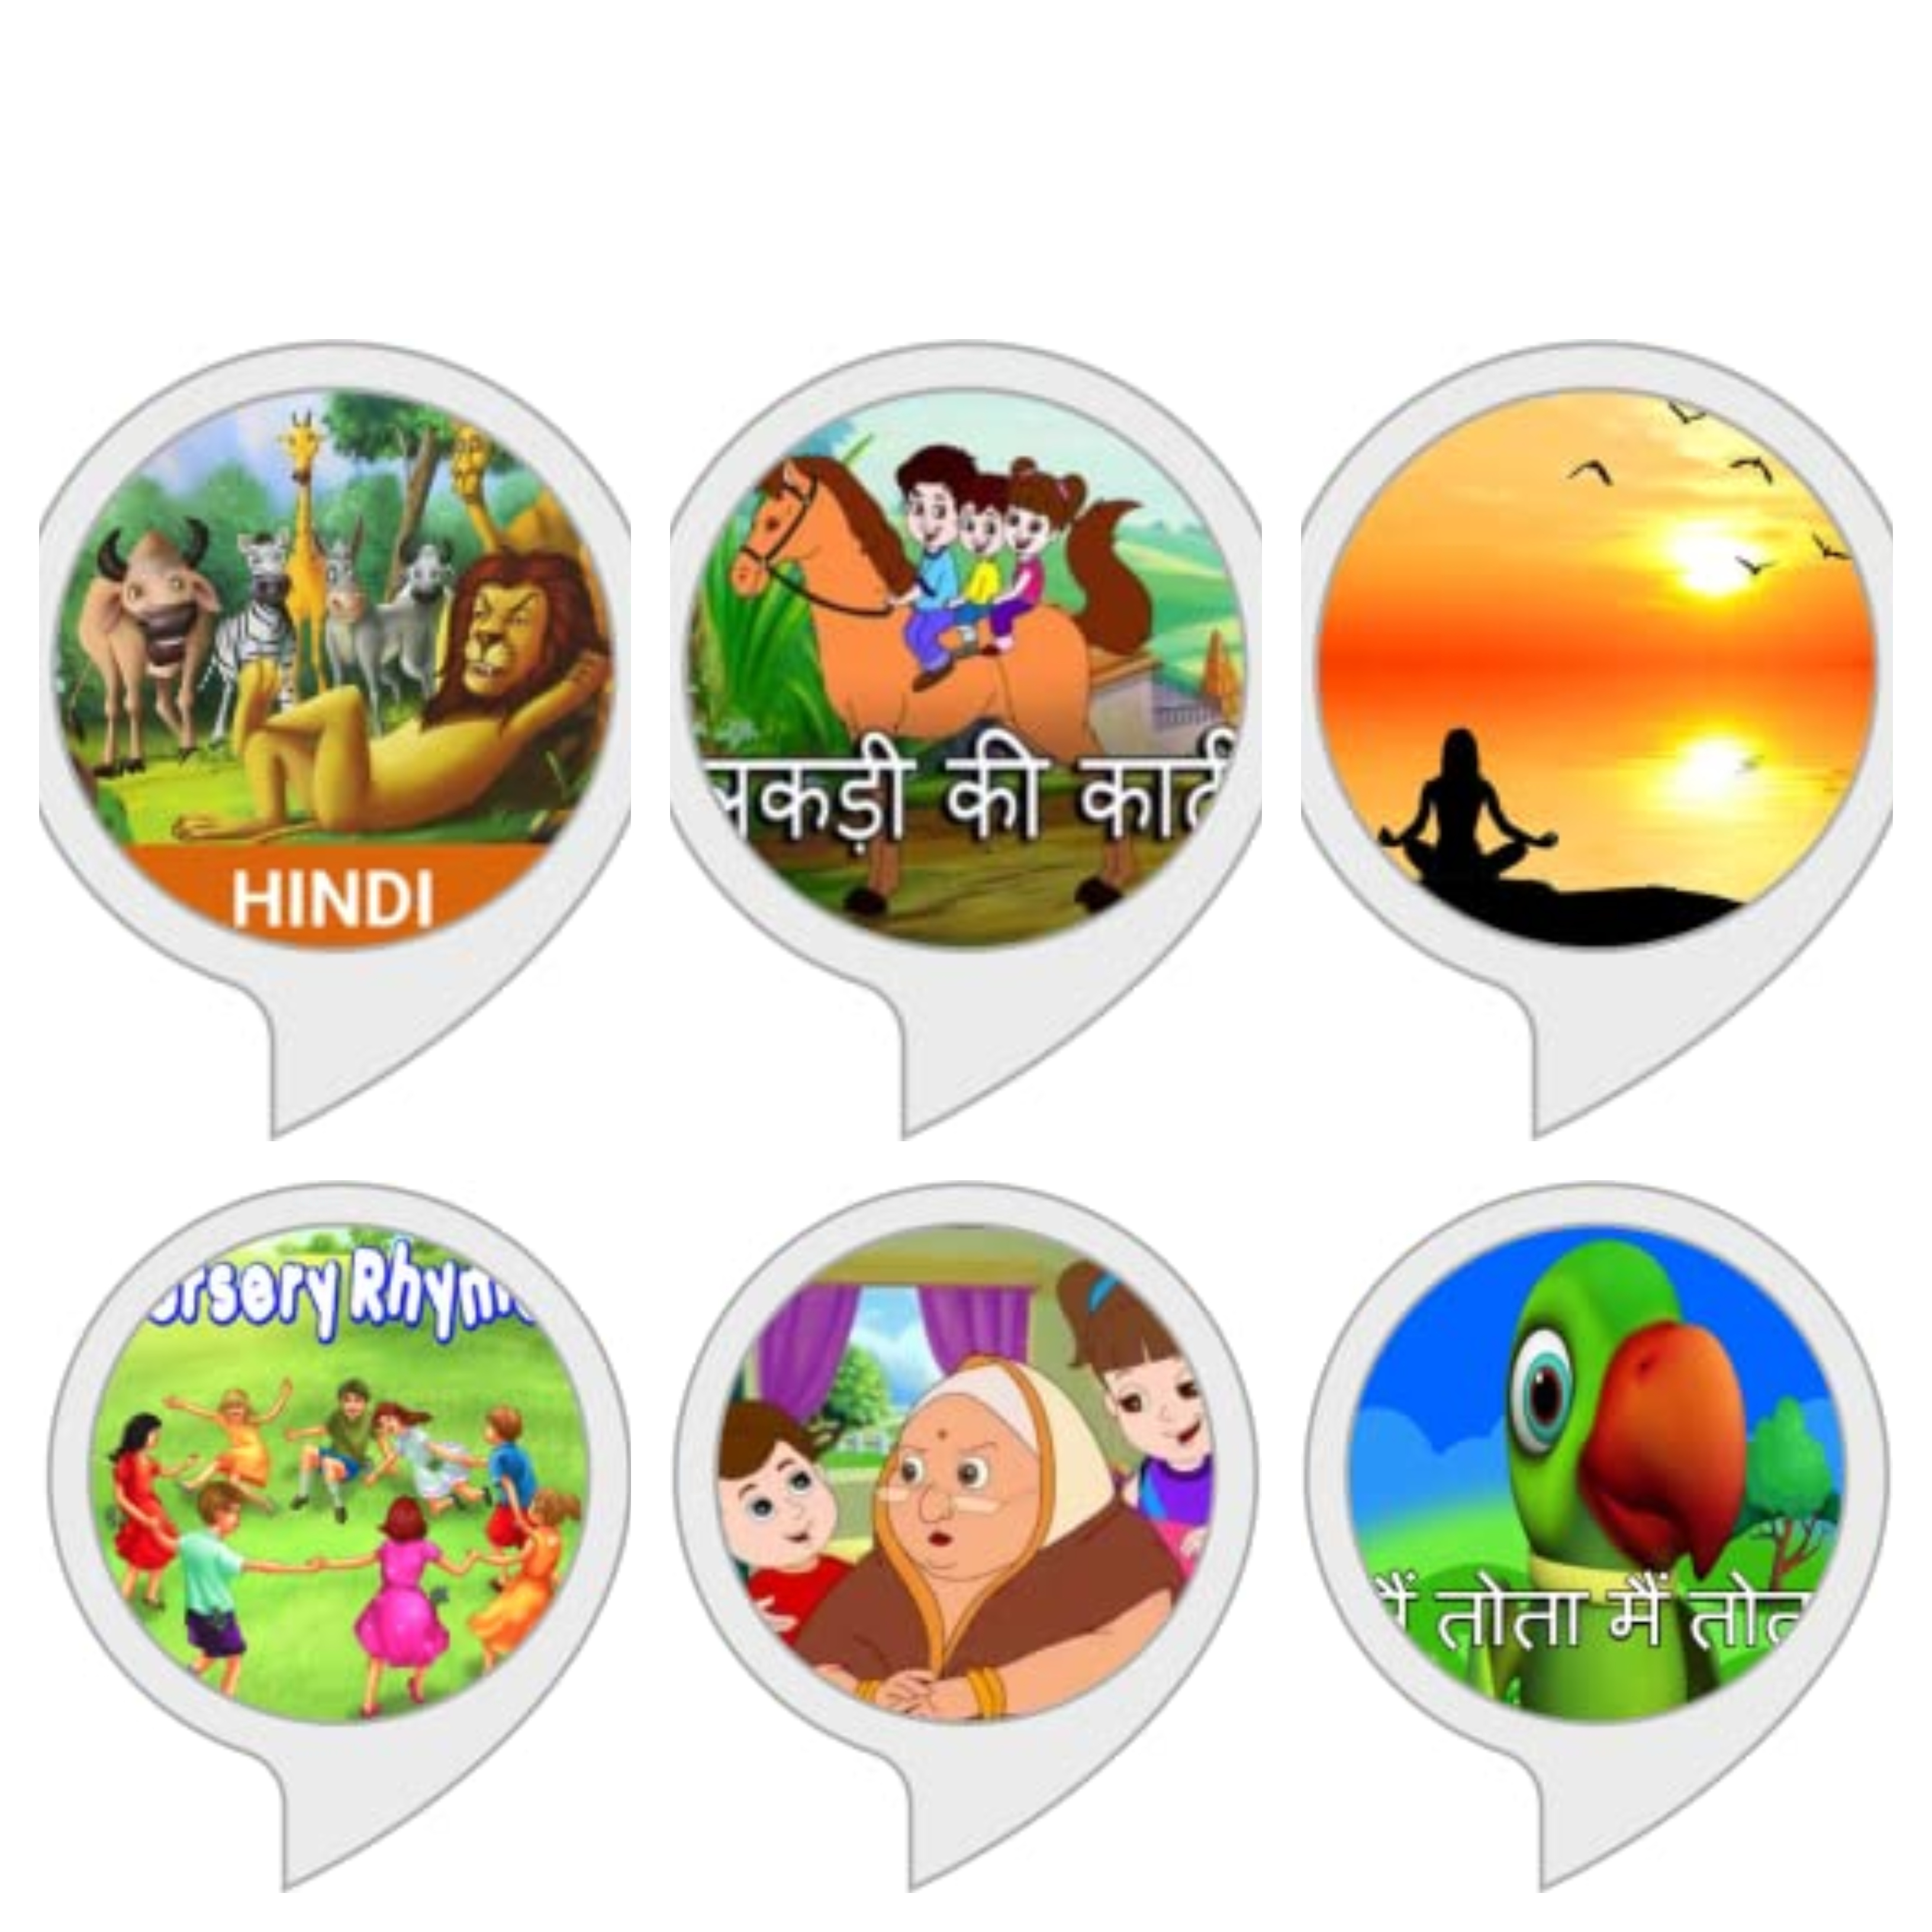 HINDI
लकड़ी की काठी
Nursery Rhymes
मैं तोता मैं तोता